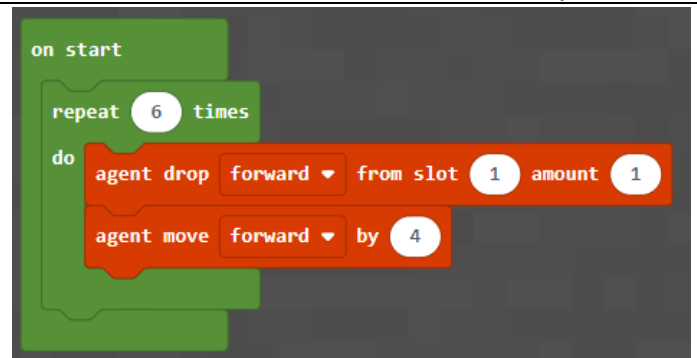 on start
repeat 6 times
do
agent drop forward from slot 1 amount 1
agent move forward by 4